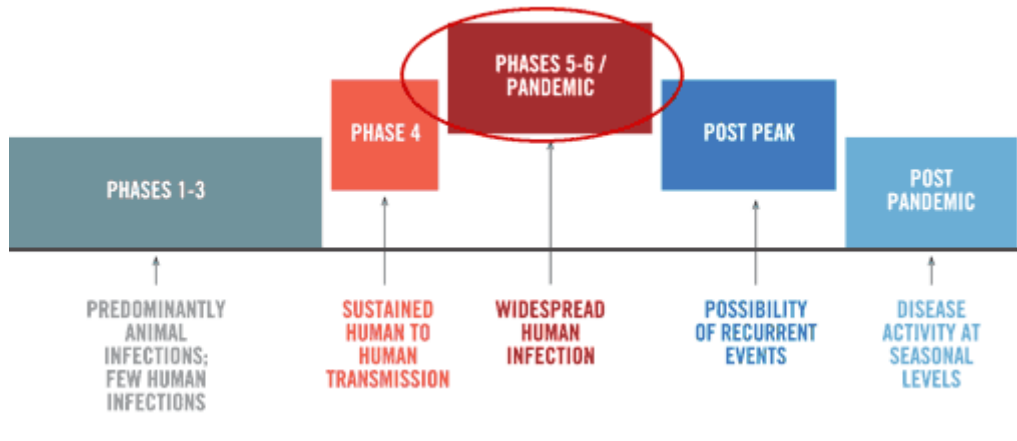 PHASES 5-6 /
PANDEMIC
PHASE 4
POST PEAK
PHASES 1-3
POST
PANDEMIC
PREDOMINANTLY
ANIMAL
INFECTIONS;
FEW HUMAN
INFECTIONS
SUSTAINED
HUMAN TO
HUMAN
TRANSMISSION
WIDESPREAD
HUMAN
INFECTION
POSSIBILITY
OF RECURRENT
EVENTS
DISEASE
ACTIVITY AT
SEASONAL
LEVELS